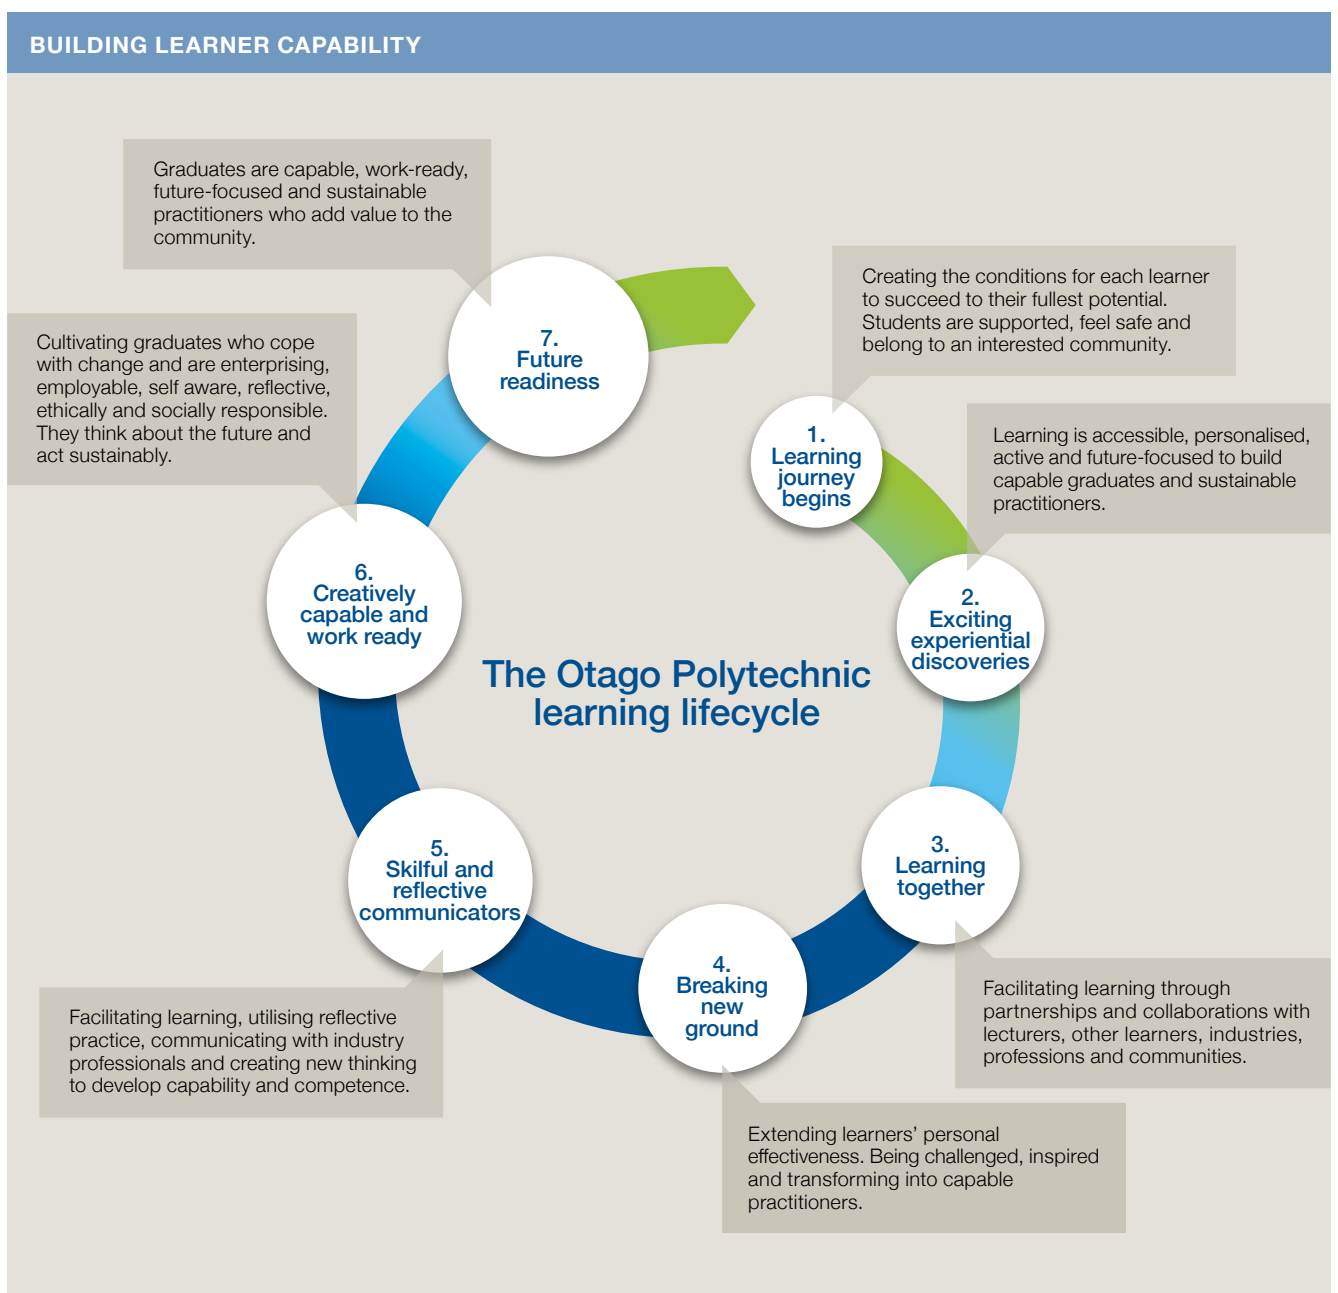 BUILDING LEARNER CAPABILITY
The Otago Polytechnic
learning lifecycle
1.
Learning
journey
begins
Creating the conditions for each learner
to succeed to their fullest potential.
Students are supported, feel safe and
belong to an interested community.
2.
Exciting
experiential
discoveries
Learning is accessible, personalised,
active and future-focused to build
capable graduates and sustainable
practitioners.
3.
Learning
together
Facilitating learning through
partnerships and collaborations with
lecturers, other learners, industries,
professions and communities.
4.
Breaking
new
ground
Extending learners’ personal
effectiveness. Being challenged, inspired
and transforming into capable
practitioners.
5.
Skilful and
reflective
communicators
Facilitating learning, utilising reflective
practice, communicating with industry
professionals and creating new thinking
to develop capability and competence.
6.
Creatively
capable and
work ready
Cultivating graduates who cope
with change and are enterprising,
employable, self aware, reflective,
ethically and socially responsible.
They think about the future and
act sustainably.
7.
Future
readiness
Graduates are capable, work-ready,
future-focused and sustainable
practitioners who add value to the
community.